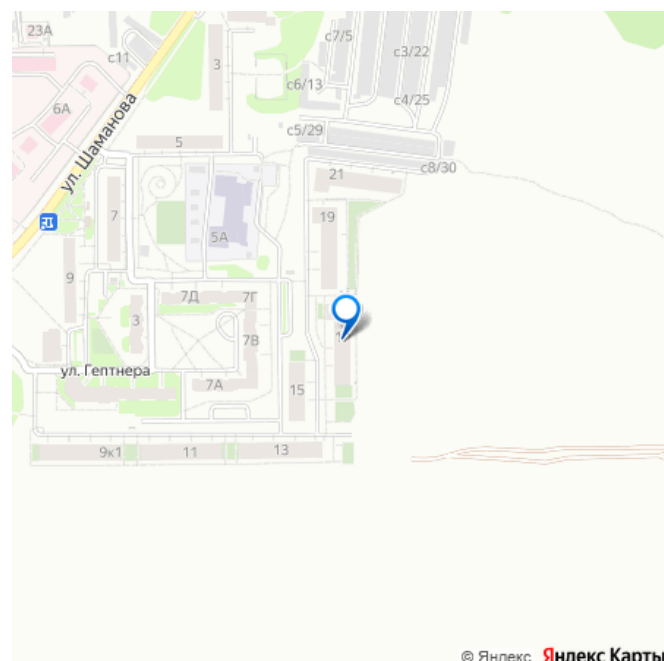 23А
с11
3
с7/5
с3/22
с6/13
с4/25
6А
ул. Шаманова
5
с5/29
с8/30
21
7
19
5А
9
7Д
7Г
3
7В
ул. Гептнера
7А
15
9к1
11
13
© Яндекс Яндекс Карты